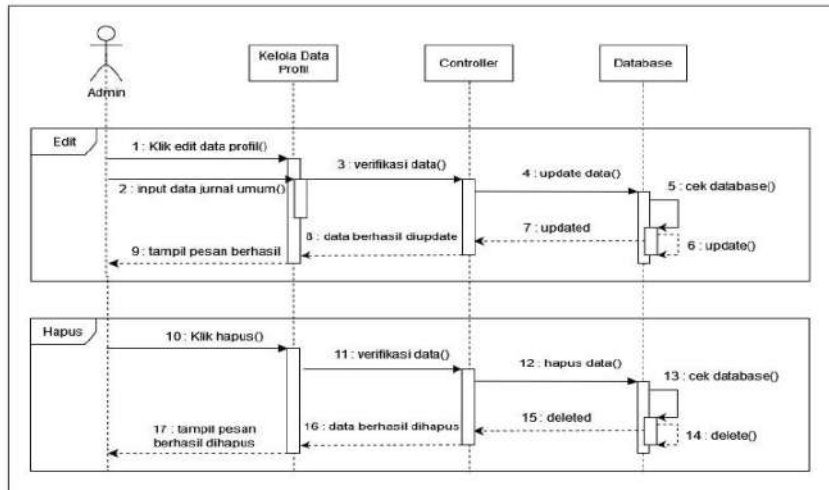 Kelola Data
Profil
Controller
Database
Admin
Edit
1 : Klik edit data profil()
2 : input data jurnal umum()
3 : verifikasi data()
4 : update data()
5 : cek database()
6 : update()
7 : updated
8 : data berhasil diupdate
9 : tampil pesan berhasil
Hapus
10 : Klik hapus()
11 : verifikasi data()
12 : hapus data()
13 : cek database()
14 : delete()
15 : deleted
16 : data berhasil dihapus
17 : tampil pesan
berhasil dihapus